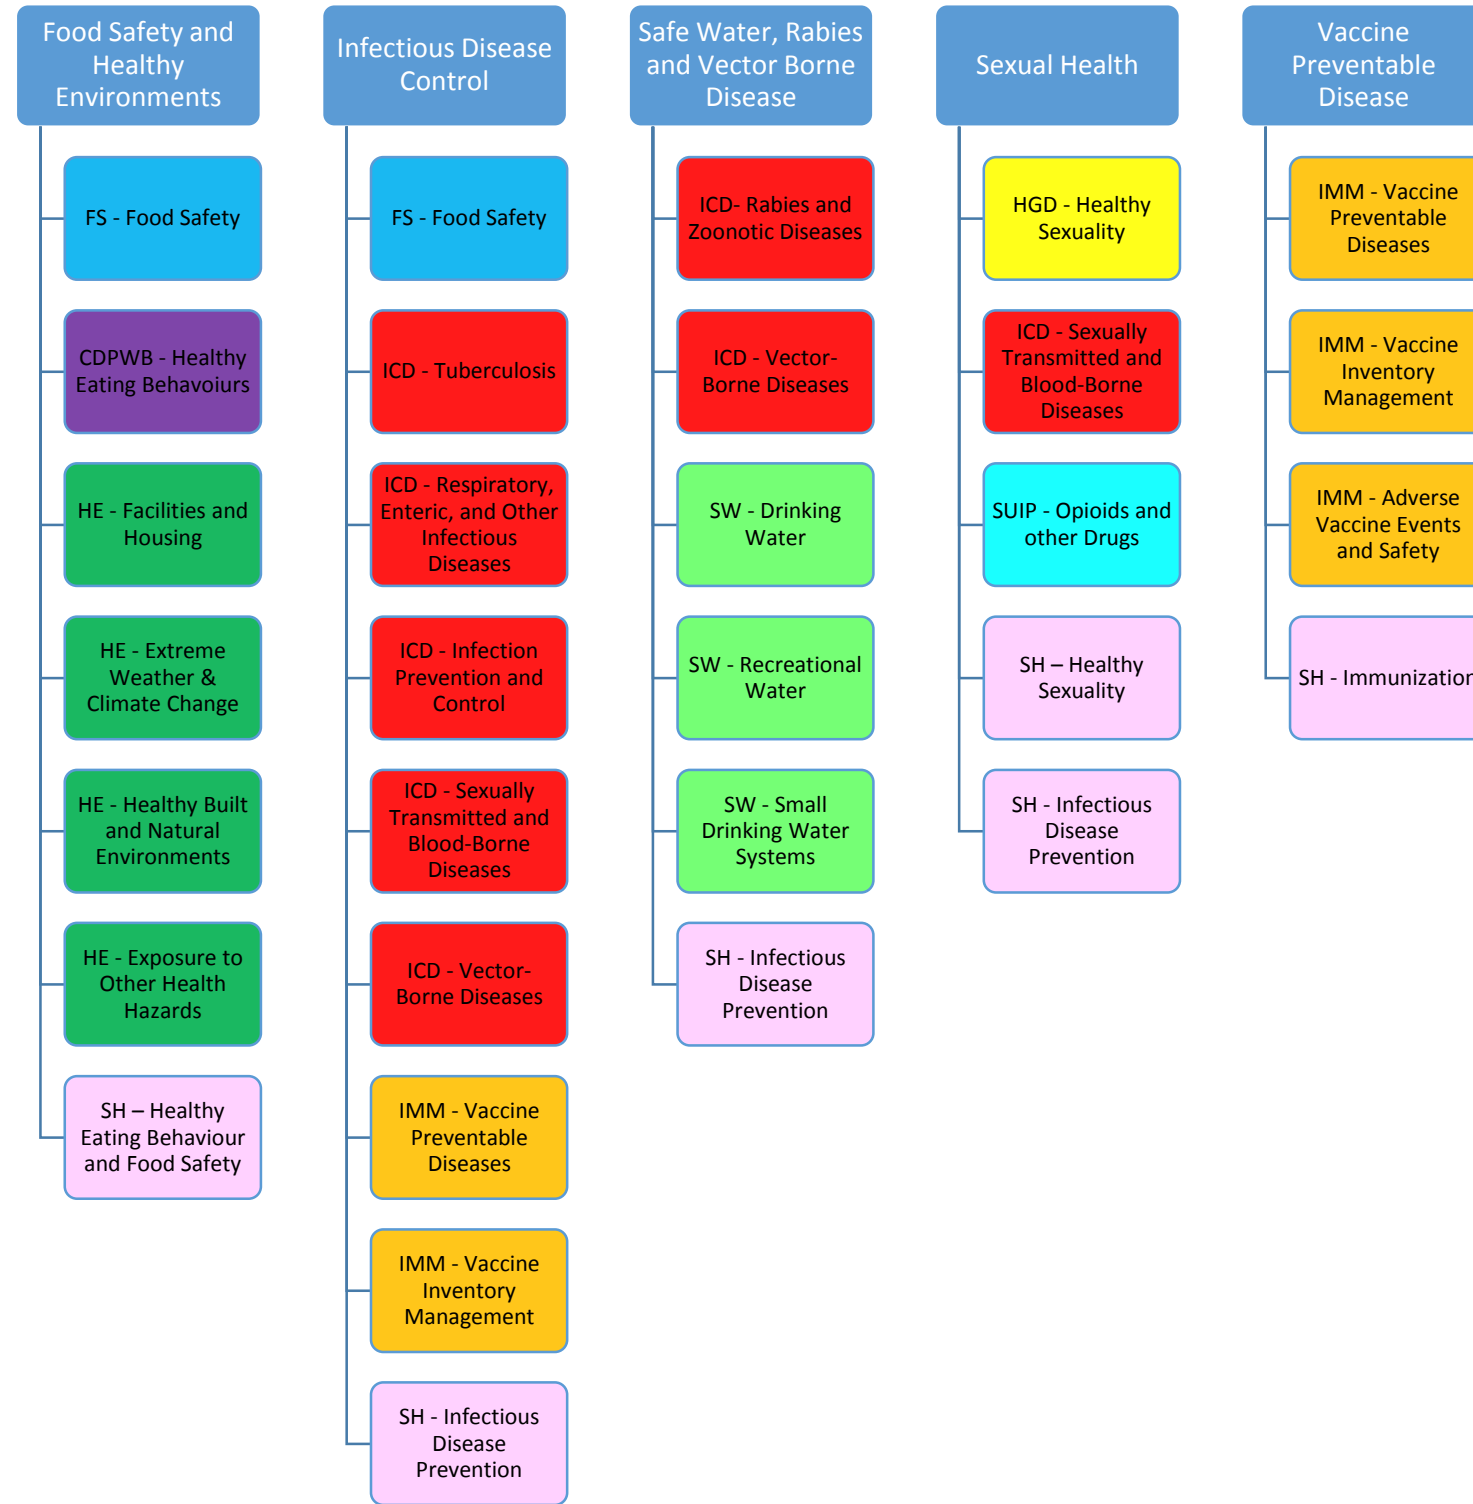 Food Safety and
Healthy
Environments
FS - Food Safety
CDPWB - Healthy
Eating Behavoiurs
HE - Facilities and
Housing
HE - Extreme
Weather &
Climate Change
HE - Healthy Built
and Natural
Environments
HE - Exposure to
Other Health
Hazards
SH – Healthy
Eating Behaviour
and Food Safety
Infectious Disease
Control
FS - Food Safety
ICD - Tuberculosis
ICD - Respiratory,
Enteric, and Other
Infectious
Diseases
ICD - Infection
Prevention and
Control
ICD - Sexually
Transmitted and
Blood-Borne
Diseases
ICD - Vector-
Borne Diseases
IMM - Vaccine
Preventable
Diseases
IMM - Vaccine
Inventory
Management
SH - Infectious
Disease
Prevention
Safe Water, Rabies
and Vector Borne
Disease
ICD- Rabies and
Zoonotic Diseases
ICD - Vector-
Borne Diseases
SW - Drinking
Water
SW - Recreational
Water
SW - Small
Drinking Water
Systems
SH - Infectious
Disease
Prevention
Sexual Health
HGD - Healthy
Sexuality
ICD - Sexually
Transmitted and
Blood-Borne
Diseases
SUIP - Opioids and
other Drugs
SH – Healthy
Sexuality
SH - Infectious
Disease
Prevention
Vaccine
Preventable
Disease
IMM - Vaccine
Preventable
Diseases
IMM - Vaccine
Inventory
Management
IMM - Adverse
Vaccine Events
and Safety
SH - Immunization